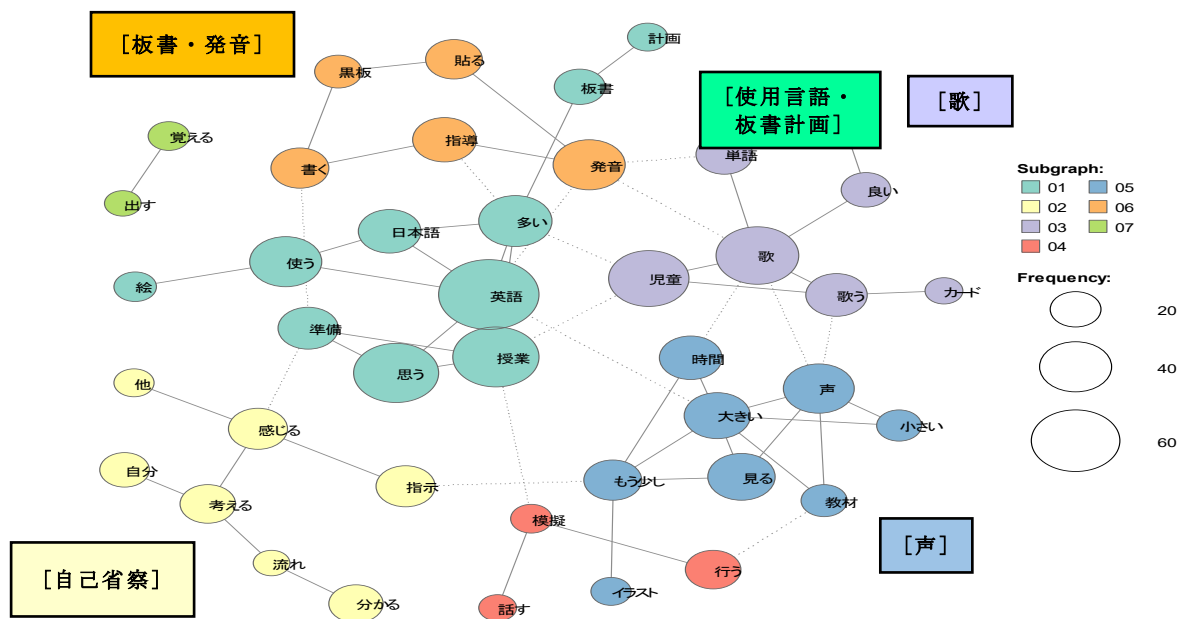 [板書・発音]
計画
黒板
貼る
板書
[使用言語・
板書計画]
[歌]
覚える
書く
指導
発音
単語
良い
出す
日本語
多い
使う
絵
英語
児童
歌
歌う
カード
準備
思う
授業
時間
他
感じる
大きい
声
小さい
自分
考える
指示
もう少し
見る
教材
模擬
流れ
行う
分かる
話す
イラスト
[自己省察]
[声]
Subgraph:
01 05
02 06
03 07
04
Frequency:
20
40
60